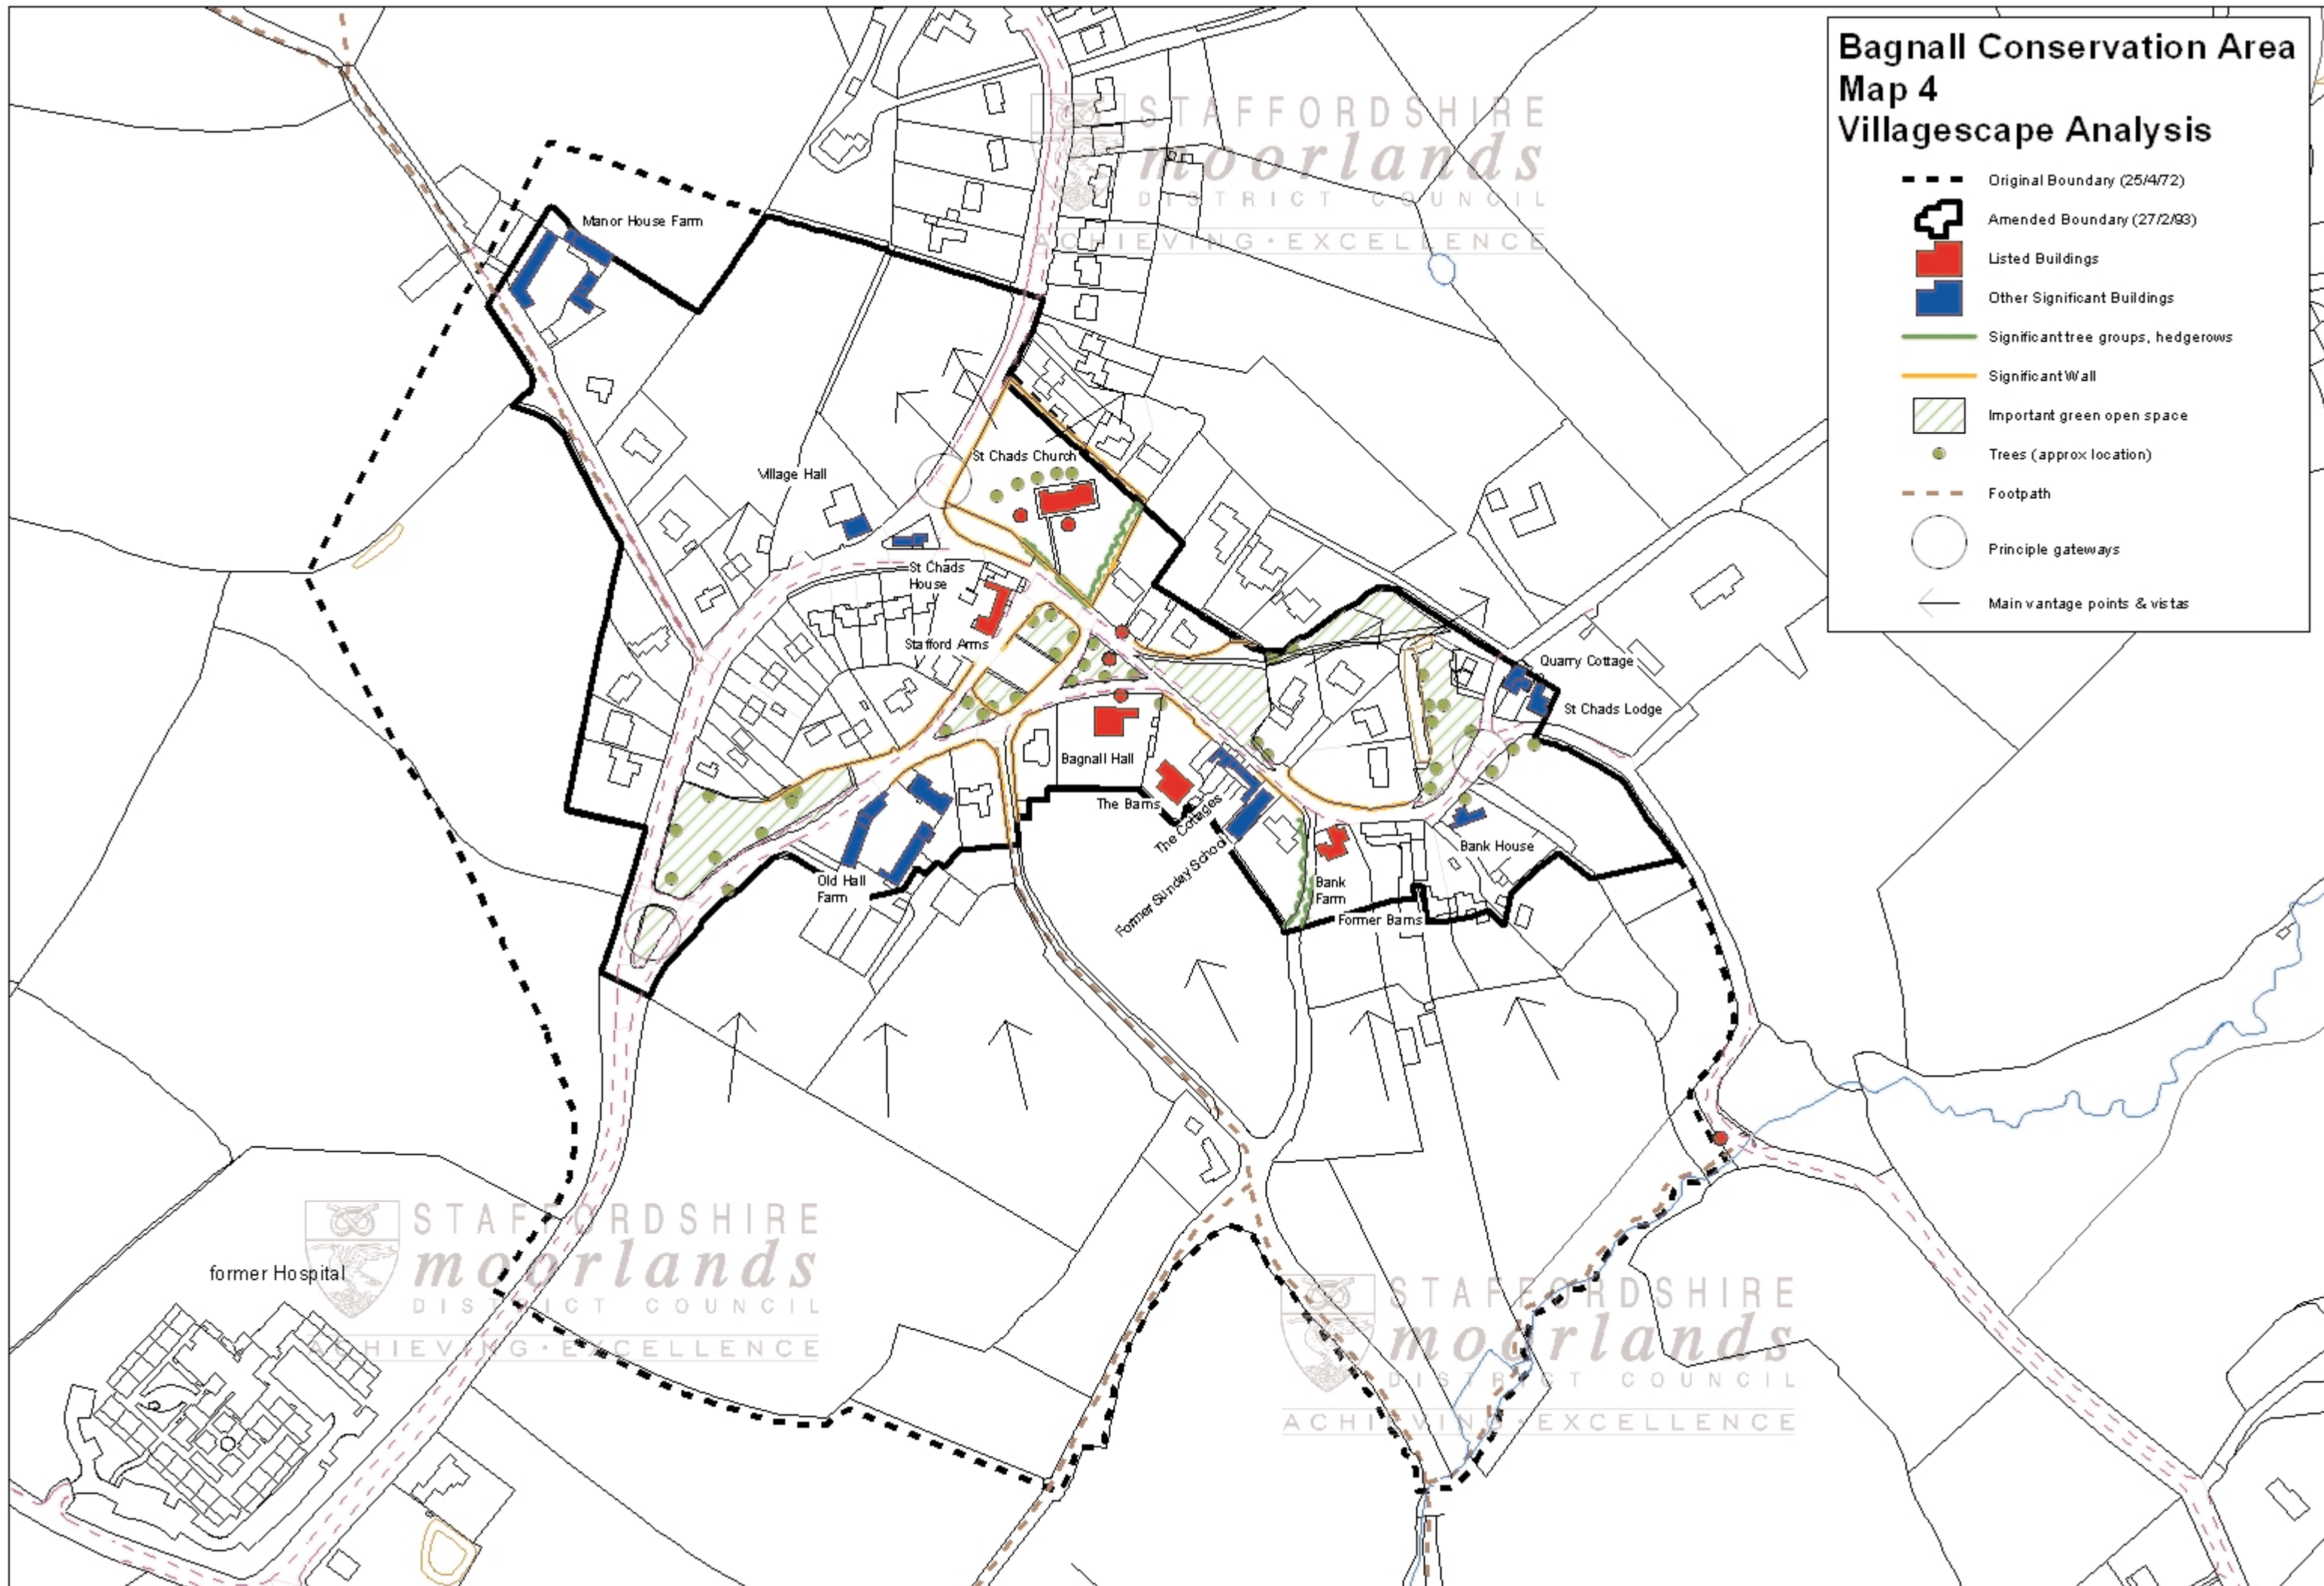 Bagnall Conservation Area
Map 4
Villagescape Analysis
Original Boundary (25/4/72)
Amended Boundary (27/2/93)
Listed Buildings
Other Significant Buildings
Significant tree groups, hedgerows
Significant Wall
Important green open space
Trees (approx location)
Footpath
Principle gateways
Main vantage points & vistas
STAFFORDSHIRE
moorlands
DISTRICT COUNCIL
ACHIEVING · EXCELLENCE
Manor House Farm
St Chads Church
Village Hall
St Chads
House
Stafford Arms
Quarry Cottage
St Chads Lodge
Bagnall Hall
The Barns
The Cottages
Former Sunday School
Bank House
Old Hall
Farm
Bank
Farm
Former Barns
STAFFORDSHIRE
moorlands
DISTRICT COUNCIL
ACHIEVING · EXCELLENCE
former Hospital
STAFFORDSHIRE
moorlands
DISTRICT COUNCIL
ACHIEVING · EXCELLENCE